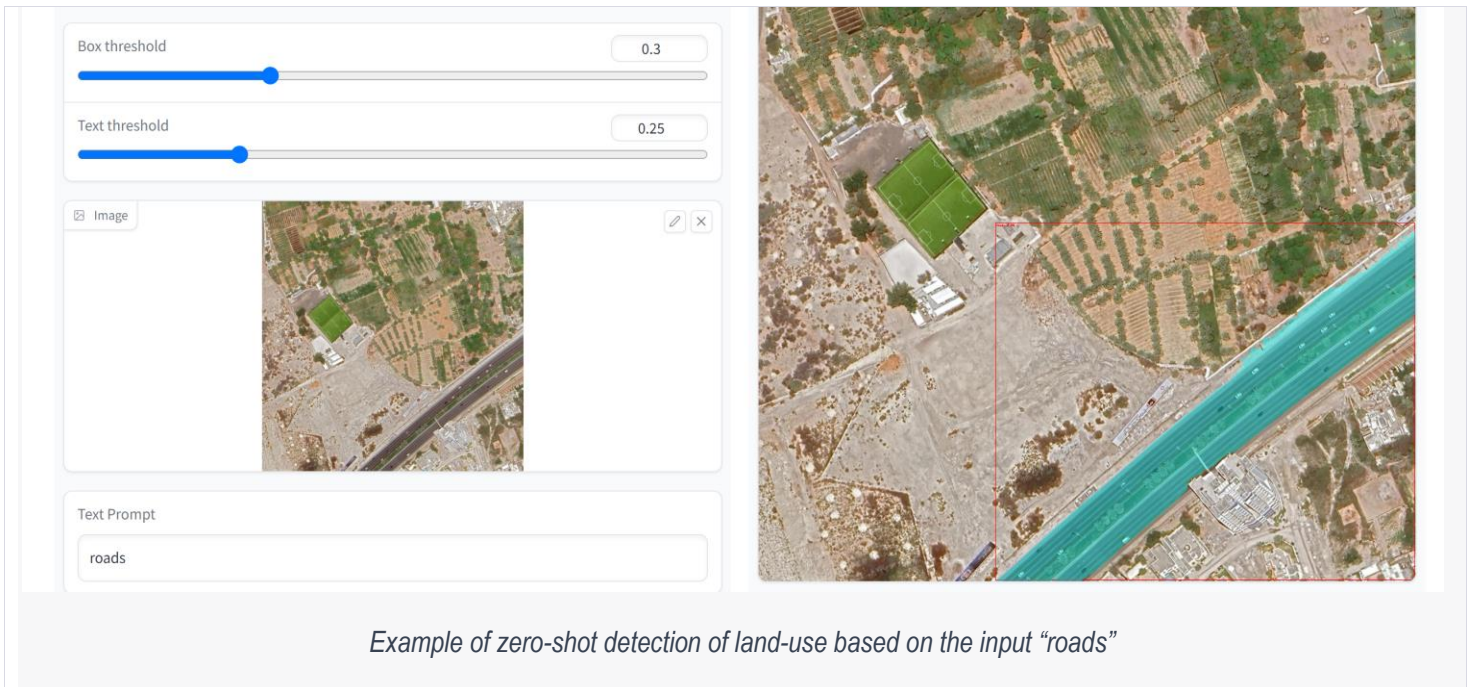 Box threshold
0.3
Text threshold
0.25
Image
Text Prompt
roads
Example of zero-shot detection of land-use based on the input “roads”